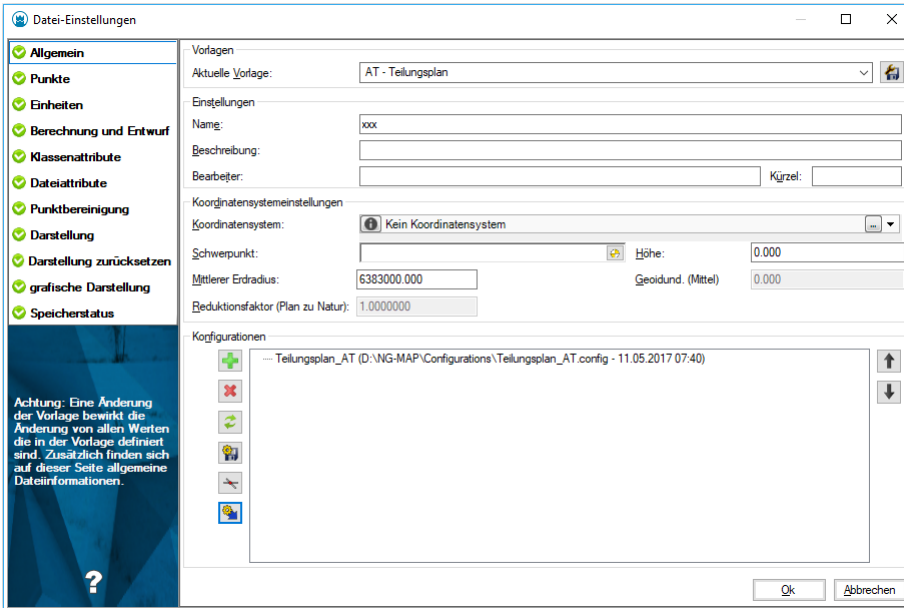 Datei-Einstellungen
Allgemein
Punkte
Einheiten
Berechnung und Entwurf
Klassenattribute
Dateiattribute
Punktbereinigung
Darstellung
Darstellung zurücksetzen
grafische Darstellung
Speicherstatus
Achtung: Eine Änderung
der Vorlage bewirkt die
Änderung von allen Werten
die in der Vorlage definiert
sind. Zusätzlich finden sich
auf dieser Seite allgemeine
Dateiinformationen.
?
Vorlagen
Aktuelle Vorlage: AT - Teilungsplan
Einstellungen
Name: xxx
Beschreibung:
Bearbeiter: Kürzel:
Koordinatensystemeinstellungen
Koordinatensystem: Kein Koordinatensystem ...
Schwerpunkt: Höhe: 0.000
Mittlerer Erdradius: 6383000.000 Geoidund. (Mittel) 0.000
Reduktionsfaktor (Plan zu Natur): 1.0000000
Konfigurationen
Teilungsplan_AT (D:\NG-MAP\Configurations\Teilungsplan_AT.config - 11.05.2017 07:40)
Ok Abbrechen